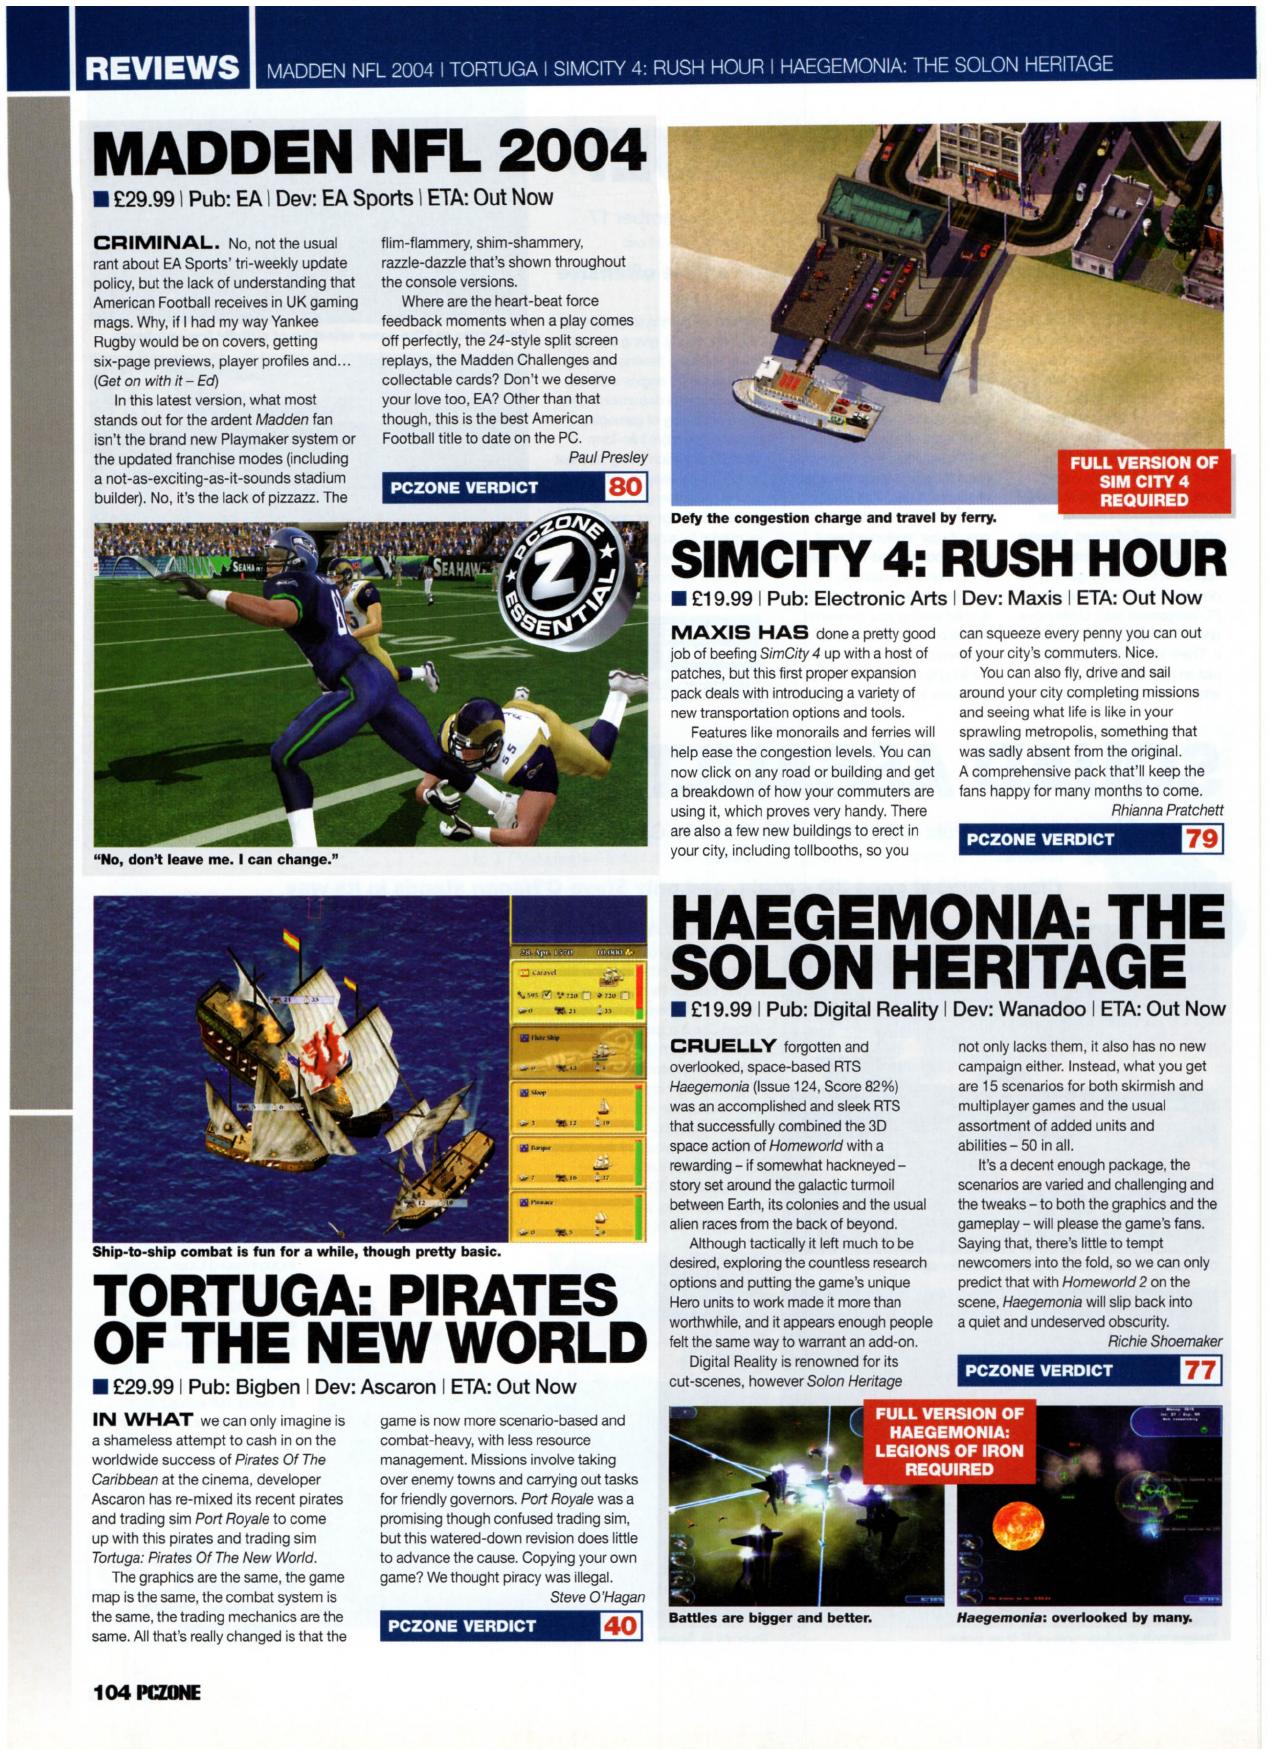 REVIEWS
MADDEN NFL 2004 | TORTUGA | SIMCITY 4: RUSH HOUR | HAEGEMONIA: THE SOLON HERITAGE
MADDEN NFL 2004
■ £29.99 | Pub: EA | Dev: EA Sports | ETA: Out Now
CRIMINAL. No, not the usual
rant about EA Sports' tri-weekly update
policy, but the lack of understanding that
American Football receives in UK gaming
mags. Why, if I had my way Yankee
Rugby would be on covers, getting
six-page previews, player profiles and...
(Get on with it – Ed)
In this latest version, what most
stands out for the ardent Madden fan
isn't the brand new Playmaker system or
the updated franchise modes (including
a not-as-exciting-as-it-sounds stadium
builder). No, it's the lack of pizzazz. The
flim-flammery, shim-shammery,
razzle-dazzle that's shown throughout
the console versions.
Where are the heart-beat force
feedback moments when a play comes
off perfectly, the 24-style split screen
replays, the Madden Challenges and
collectable cards? Don't we deserve
your love too, EA? Other than that
though, this is the best American
Football title to date on the PC.
Paul Presley
PCZONE VERDICT 80
PCZONE
Z
ESSENTIAL
SEAHAW
55
"No, don't leave me. I can change."
FULL VERSION OF
SIM CITY 4
REQUIRED
Defy the congestion charge and travel by ferry.
SIMCITY 4: RUSH HOUR
■ £19.99 | Pub: Electronic Arts | Dev: Maxis | ETA: Out Now
MAXIS HAS done a pretty good
job of beefing SimCity 4 up with a host of
patches, but this first proper expansion
pack deals with introducing a variety of
new transportation options and tools.
Features like monorails and ferries will
help ease the congestion levels. You can
now click on any road or building and get
a breakdown of how your commuters are
using it, which proves very handy. There
are also a few new buildings to erect in
your city, including tollbooths, so you
can squeeze every penny you can out
of your city's commuters. Nice.
You can also fly, drive and sail
around your city completing missions
and seeing what life is like in your
sprawling metropolis, something that
was sadly absent from the original.
A comprehensive pack that'll keep the
fans happy for many months to come.
Rhianna Pratchett
PCZONE VERDICT 79
28. Apr. 1570 10,000
Caravel
595 720 720
0 21 33
Flute Ship
Sloop
3 12 19
Barque
7 16 17
Pinnace
Ship-to-ship combat is fun for a while, though pretty basic.
TORTUGA: PIRATES
OF THE NEW WORLD
■ £29.99 | Pub: Bigben | Dev: Ascaron | ETA: Out Now
IN WHAT we can only imagine is
a shameless attempt to cash in on the
worldwide success of Pirates Of The
Caribbean at the cinema, developer
Ascaron has re-mixed its recent pirates
and trading sim Port Royale to come
up with this pirates and trading sim
Tortuga: Pirates Of The New World.
The graphics are the same, the game
map is the same, the combat system is
the same, the trading mechanics are the
same. All that's really changed is that the
game is now more scenario-based and
combat-heavy, with less resource
management. Missions involve taking
over enemy towns and carrying out tasks
for friendly governors. Port Royale was a
promising though confused trading sim,
but this watered-down revision does little
to advance the cause. Copying your own
game? We thought piracy was illegal.
Steve O'Hagan
PCZONE VERDICT 40
HAEGEMONIA: THE
SOLON HERITAGE
■ £19.99 | Pub: Digital Reality | Dev: Wanadoo | ETA: Out Now
CRUELLY forgotten and
overlooked, space-based RTS
Haegemonia (Issue 124, Score 82%)
was an accomplished and sleek RTS
that successfully combined the 3D
space action of Homeworld with a
rewarding – if somewhat hackneyed –
story set around the galactic turmoil
between Earth, its colonies and the usual
alien races from the back of beyond.
Although tactically it left much to be
desired, exploring the countless research
options and putting the game's unique
Hero units to work made it more than
worthwhile, and it appears enough people
felt the same way to warrant an add-on.
Digital Reality is renowned for its
cut-scenes, however Solon Heritage
not only lacks them, it also has no new
campaign either. Instead, what you get
are 15 scenarios for both skirmish and
multiplayer games and the usual
assortment of added units and
abilities – 50 in all.
It's a decent enough package, the
scenarios are varied and challenging and
the tweaks – to both the graphics and the
gameplay – will please the game's fans.
Saying that, there's little to tempt
newcomers into the fold, so we can only
predict that with Homeworld 2 on the
scene, Haegemonia will slip back into
a quiet and undeserved obscurity.
Richie Shoemaker
PCZONE VERDICT 77
FULL VERSION OF
HAEGEMONIA:
LEGIONS OF IRON
REQUIRED
Battles are bigger and better.
Haegemonia: overlooked by many.
104 PCZONE